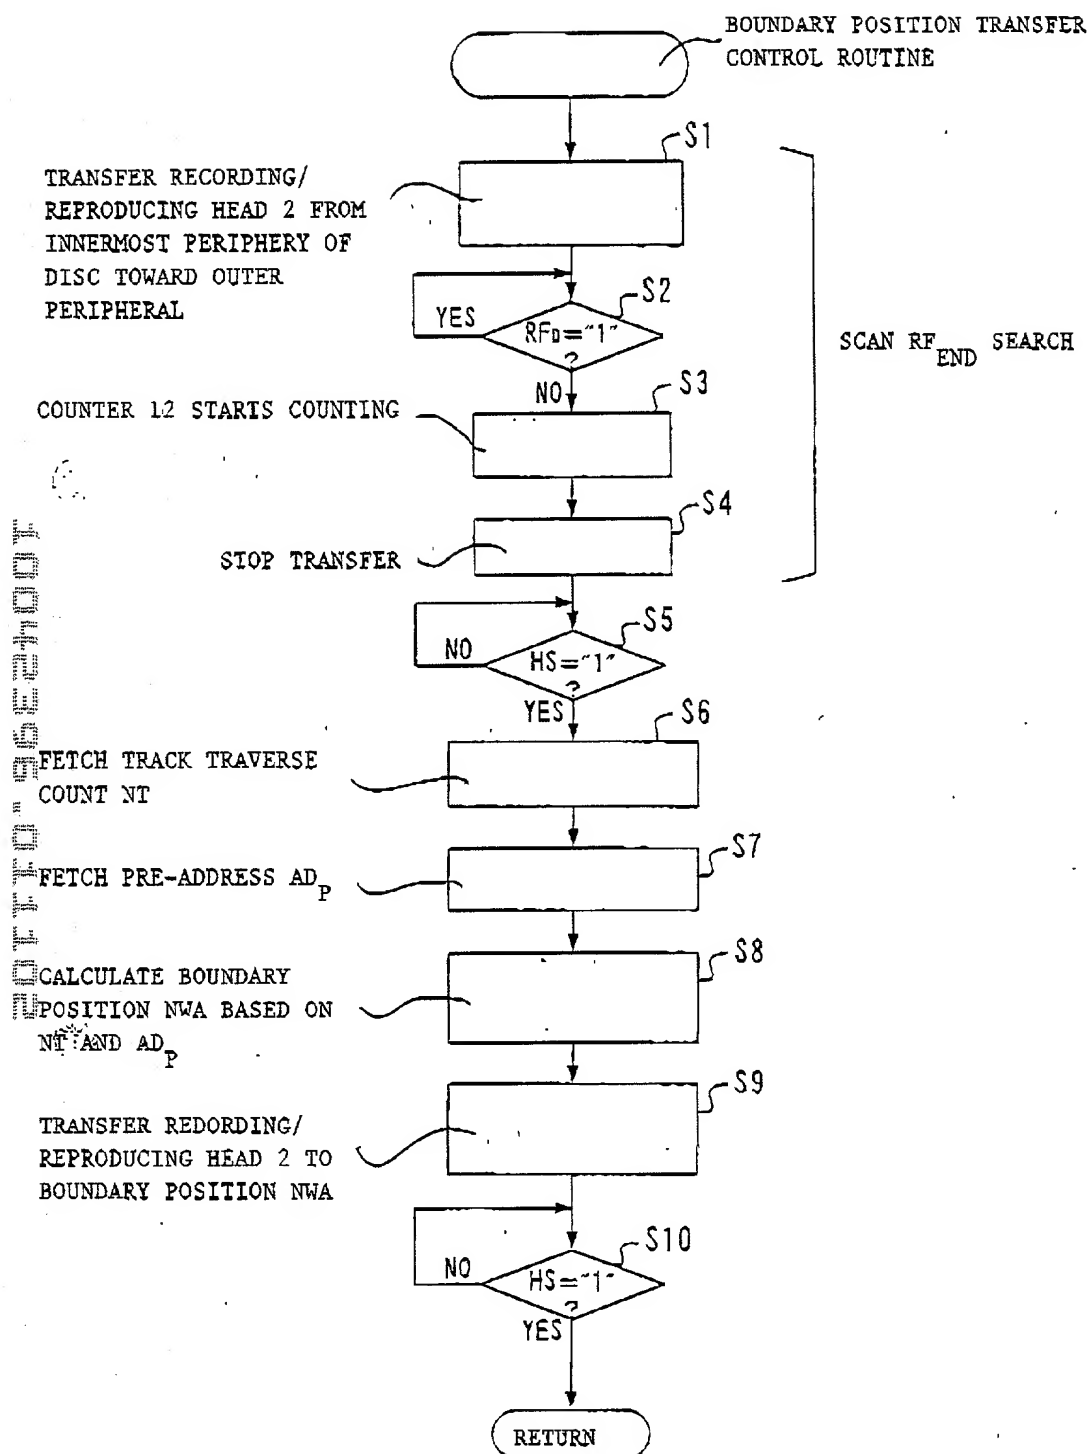 BOUNDARY POSITION TRANSFER
CONTROL ROUTINE
S1
TRANSFER RECORDING/
REPRODUCING HEAD 2 FROM
INNERMOST PERIPHERY OF
DISC TOWARD OUTER
PERIPHERAL
S2
YES
RFD="1"
?
NO
SCAN RFEND SEARCH
S3
COUNTER 12 STARTS COUNTING
S4
STOP TRANSFER
S5
NO
HS="1"
?
YES
S6
FETCH TRACK TRAVERSE
COUNT NT
S7
FETCH PRE-ADDRESS ADP
S8
CALCULATE BOUNDARY
POSITION NWA BASED ON
NT AND ADP
S9
TRANSFER REDORDING/
REPRODUCING HEAD 2 TO
BOUNDARY POSITION NWA
S10
NO
HS="1"
?
YES
RETURN